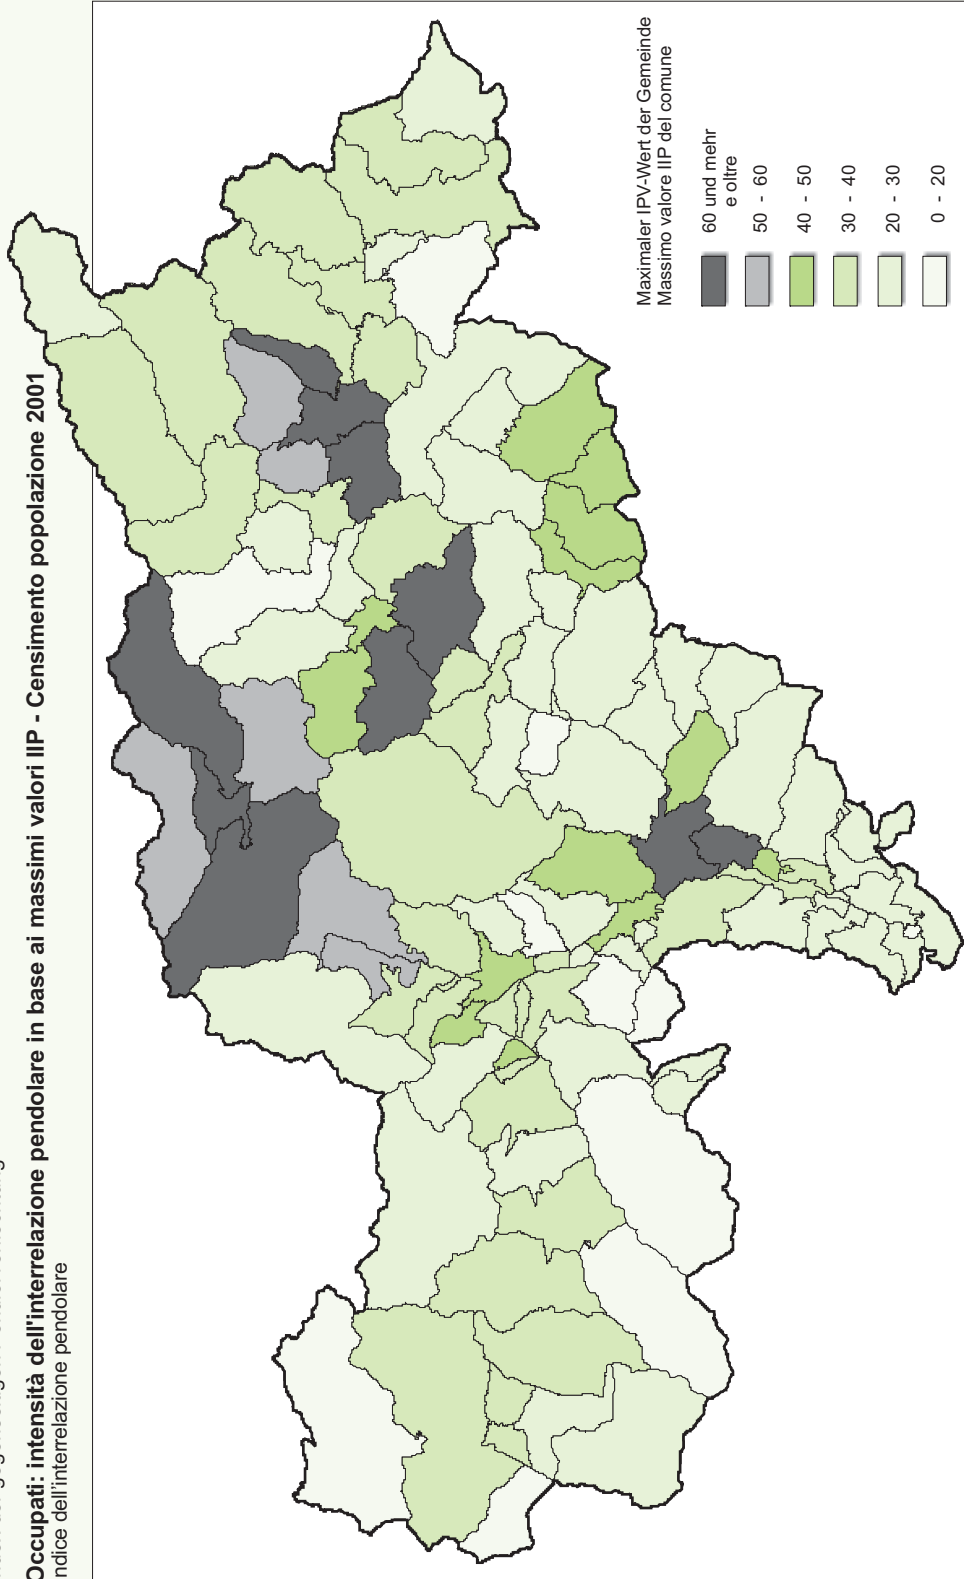 Occupati: intensità dell'interrelazione pendolare in base ai massimi valori IIP - Censimento popolazione 2001
ndice dell'interrelazione pendolare
Maximaler IPV-Wert der Gemeinde
Massimo valore IIP del comune
60 und mehr
e oltre
50 - 60
40 - 50
30 - 40
20 - 30
0 - 20